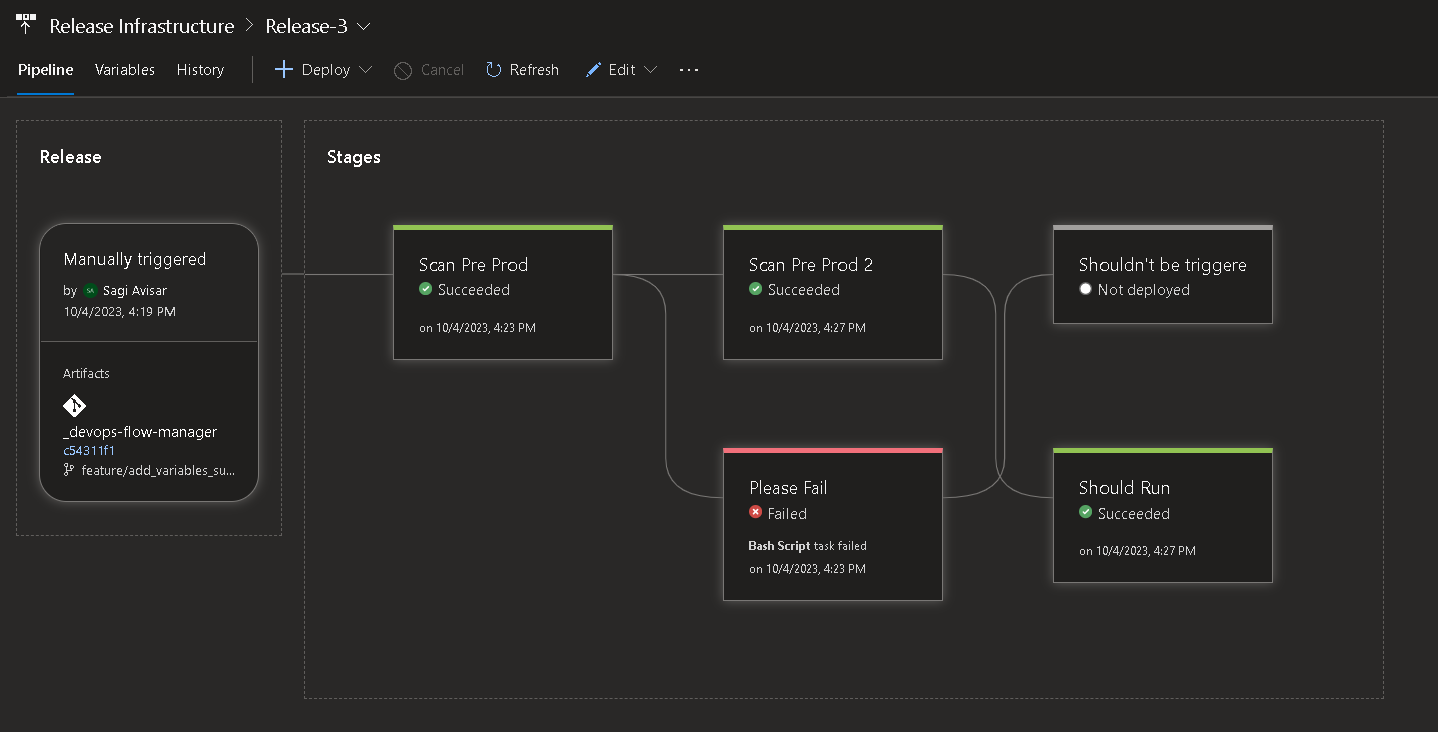 Release Infrastructure > Release-3
Pipeline Variables History Deploy Cancel Refresh Edit ...
Release
Stages
Manually triggered
by SA Sagi Avisar
10/4/2023, 4:19 PM
Artifacts
_devops-flow-manager
c54311f1
feature/add_variables_su...
Scan Pre Prod
Succeeded
on 10/4/2023, 4:23 PM
Scan Pre Prod 2
Succeeded
on 10/4/2023, 4:27 PM
Shouldn't be triggere
Not deployed
Please Fail
Failed
Bash Script task failed
on 10/4/2023, 4:23 PM
Should Run
Succeeded
on 10/4/2023, 4:27 PM